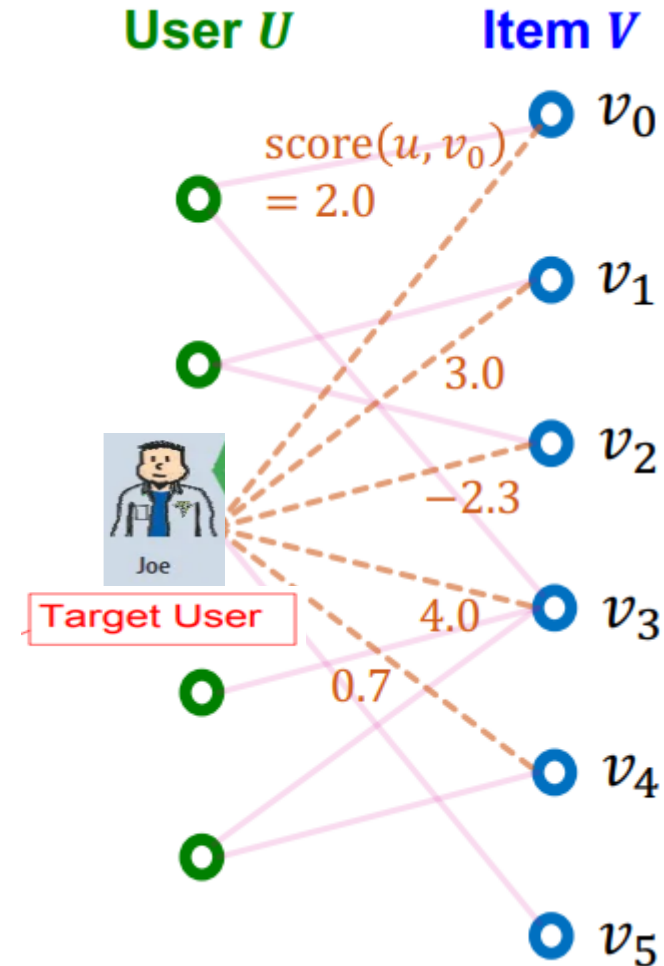 User U Item V
v₀
score(u, v₀)
= 2.0
v₁
3.0
v₂
−2.3
Joe
Target User
4.0
v₃
0.7
v₄
v₅